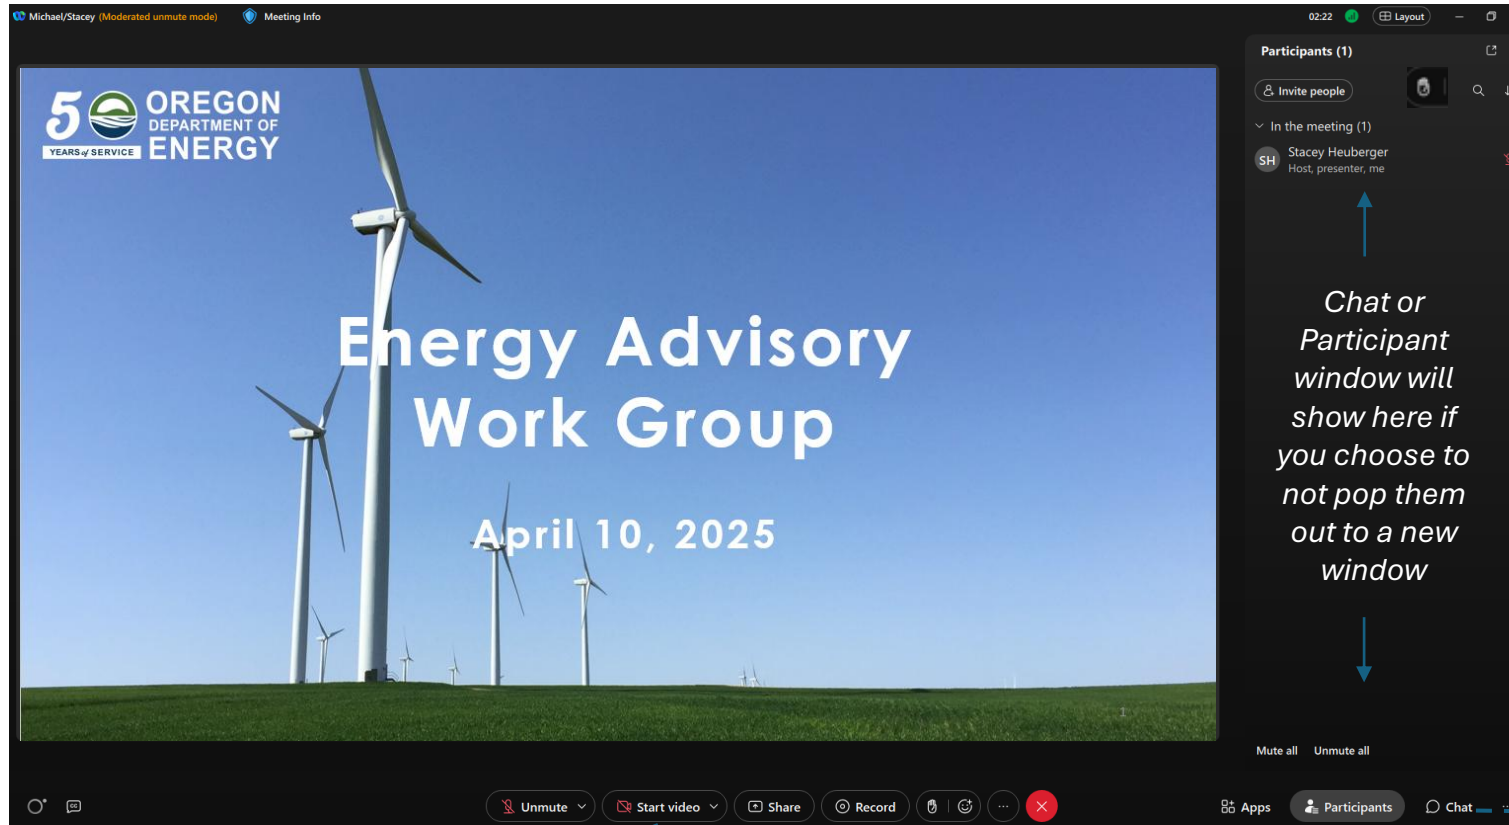 Michael/Stacey (Moderated unmute mode)
Meeting Info
02:22
Layout
Participants (1)
Invite people
In the meeting (1)
SH
Stacey Heuberger
Host, presenter, me
50
YEARS of SERVICE
OREGON
DEPARTMENT OF
ENERGY
Energy Advisory
Work Group
April 10, 2025
1
Chat or
Participant
window will
show here if
you choose to
not pop them
out to a new
window
Mute all Unmute all
CC
Unmute
Start video
Share
Record
Apps
Participants
Chat